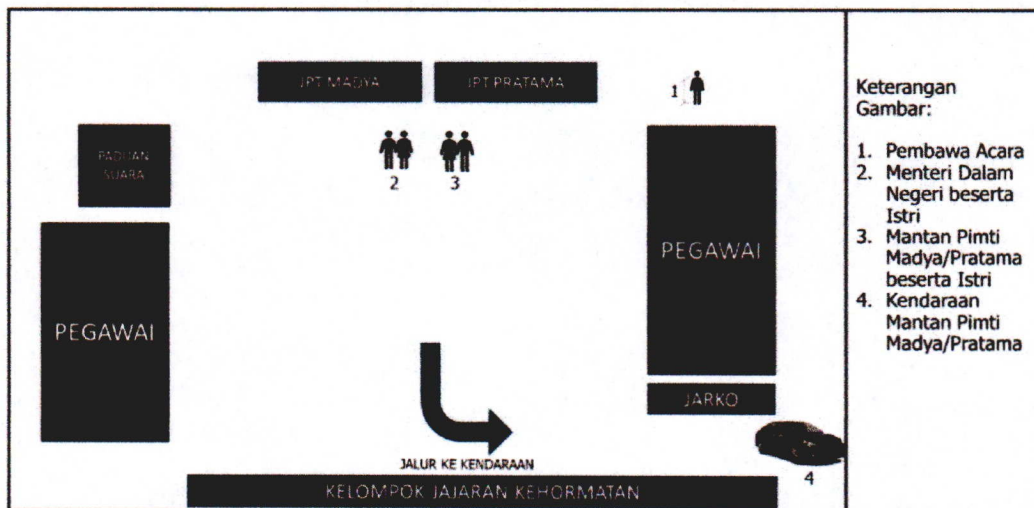 JPT MADYA
JPT PRATAMA
1
PADUAN
SUARA
2
3
PEGAWAI
PEGAWAI
JARKO
JALUR KE KENDARAAN
4
KELOMPOK JAJARAN KEHORMATAN
Keterangan
Gambar:
1. Pembawa Acara
2. Menteri Dalam
Negeri beserta
Istri
3. Mantan Pimti
Madya/Pratama
beserta Istri
4. Kendaraan
Mantan Pimti
Madya/Pratama